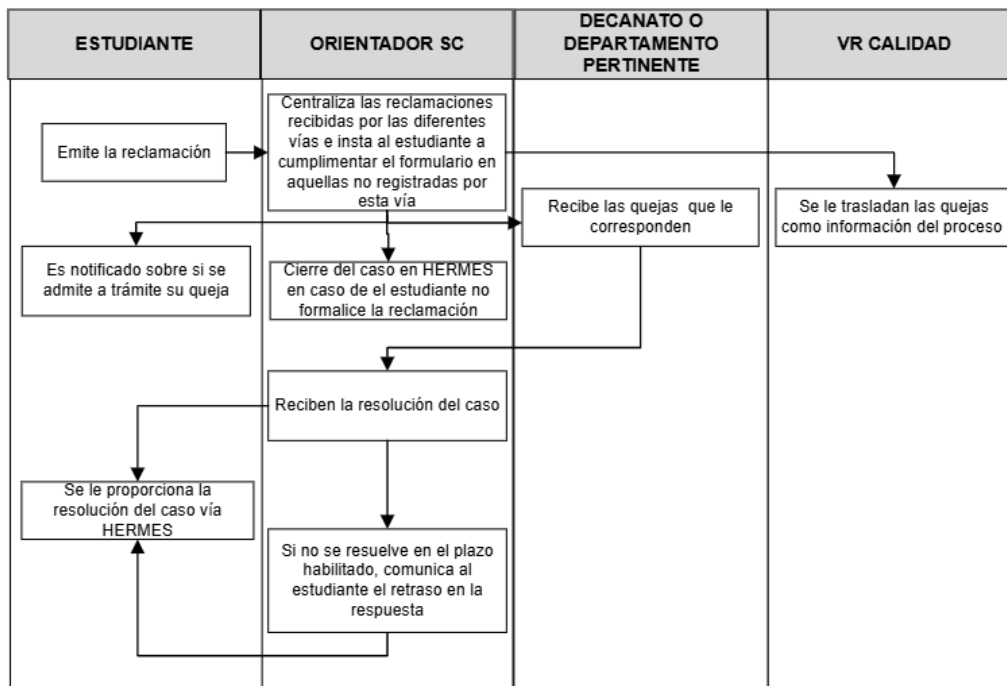 ESTUDIANTE
ORIENTADOR SC
DECANATO O
DEPARTAMENTO
PERTINENTE
VR CALIDAD
Emite la reclamación
Centraliza las reclamaciones
recibidas por las diferentes
vías e insta al estudiante a
cumplimentar el formulario en
aquellas no registradas por
esta vía
Recibe las quejas que le
corresponden
Se le trasladan las quejas
como información del proceso
Es notificado sobre si se
admite a trámite su queja
Cierre del caso en HERMES
en caso de el estudiante no
formalice la reclamación
Reciben la resolución del caso
Se le proporciona la
resolución del caso vía
HERMES
Si no se resuelve en el plazo
habilitado, comunica al
estudiante el retraso en la
respuesta